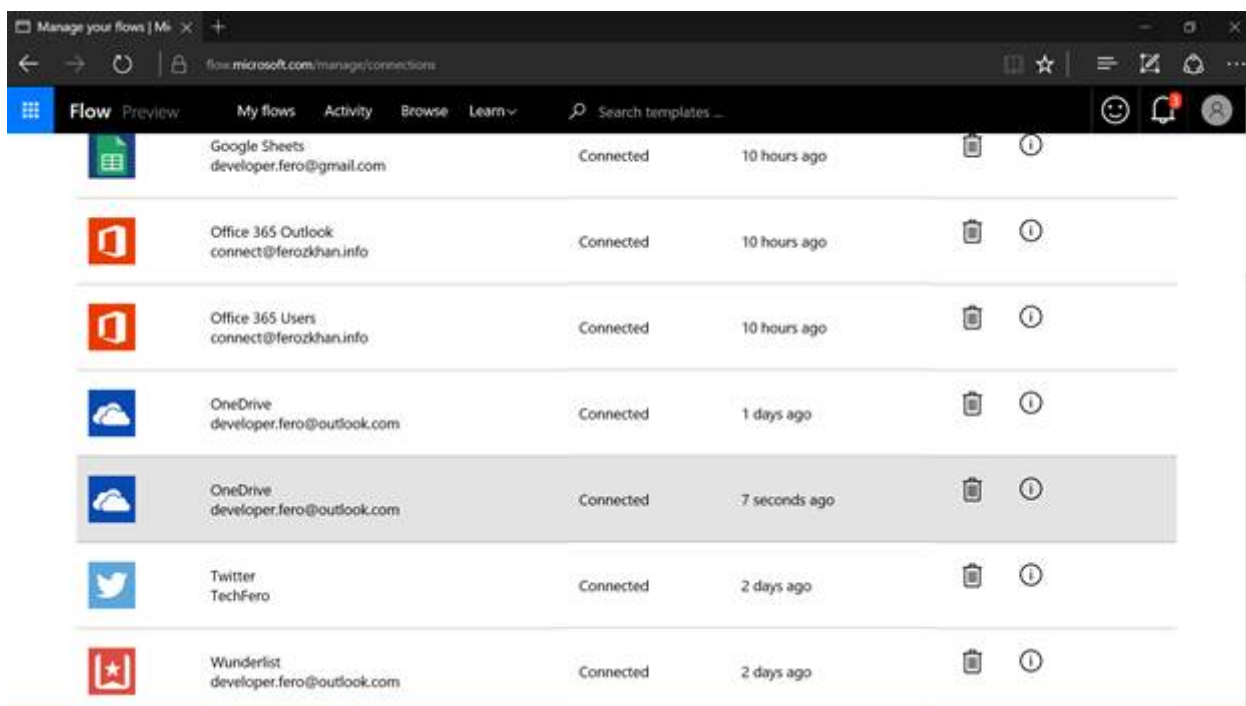 Manage your flows | Mi
flow.microsoft.com/manage/connections
Flow Preview My flows Activity Browse Learn Search templates ...
3
Google Sheets
developer.fero@gmail.com
Connected
10 hours ago
Office 365 Outlook
connect@ferozkhan.info
Connected
10 hours ago
Office 365 Users
connect@ferozkhan.info
Connected
10 hours ago
OneDrive
developer.fero@outlook.com
Connected
1 days ago
OneDrive
developer.fero@outlook.com
Connected
7 seconds ago
Twitter
TechFero
Connected
2 days ago
Wunderlist
developer.fero@outlook.com
Connected
2 days ago